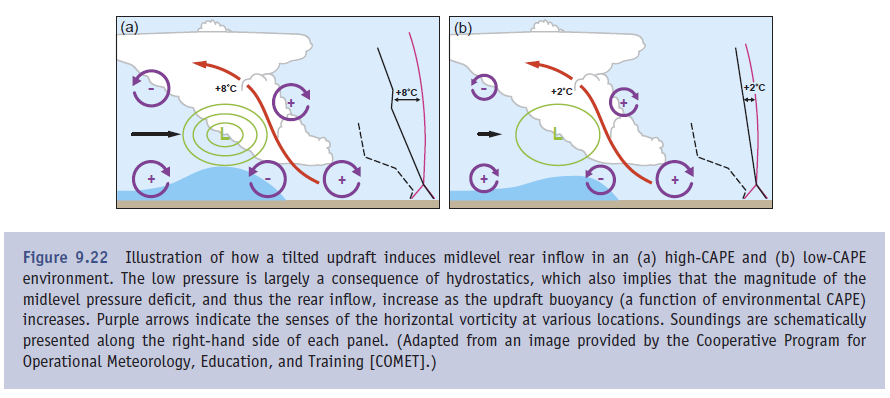 (a)
+8°C
-
+
L
+
-
+
+8°C
(b)
+2°C
-
+
L
+
-
+
+2°C
Figure 9.22 Illustration of how a tilted updraft induces midlevel rear inflow in an (a) high-CAPE and (b) low-CAPE
environment. The low pressure is largely a consequence of hydrostatics, which also implies that the magnitude of the
midlevel pressure deficit, and thus the rear inflow, increase as the updraft buoyancy (a function of environmental CAPE)
increases. Purple arrows indicate the senses of the horizontal vorticity at various locations. Soundings are schematically
presented along the right-hand side of each panel. (Adapted from an image provided by the Cooperative Program for
Operational Meteorology, Education, and Training [COMET].)